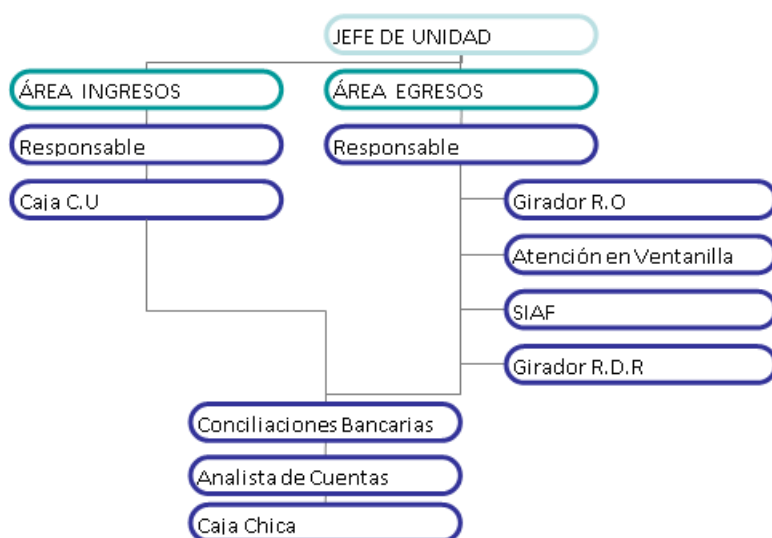 JEFE DE UNIDAD
ÁREA INGRESOS
ÁREA EGRESOS
Responsable
Responsable
Caja C.U
Girador R.O
Atención en Ventanilla
SIAF
Girador R.D.R
Conciliaciones Bancarias
Analista de Cuentas
Caja Chica